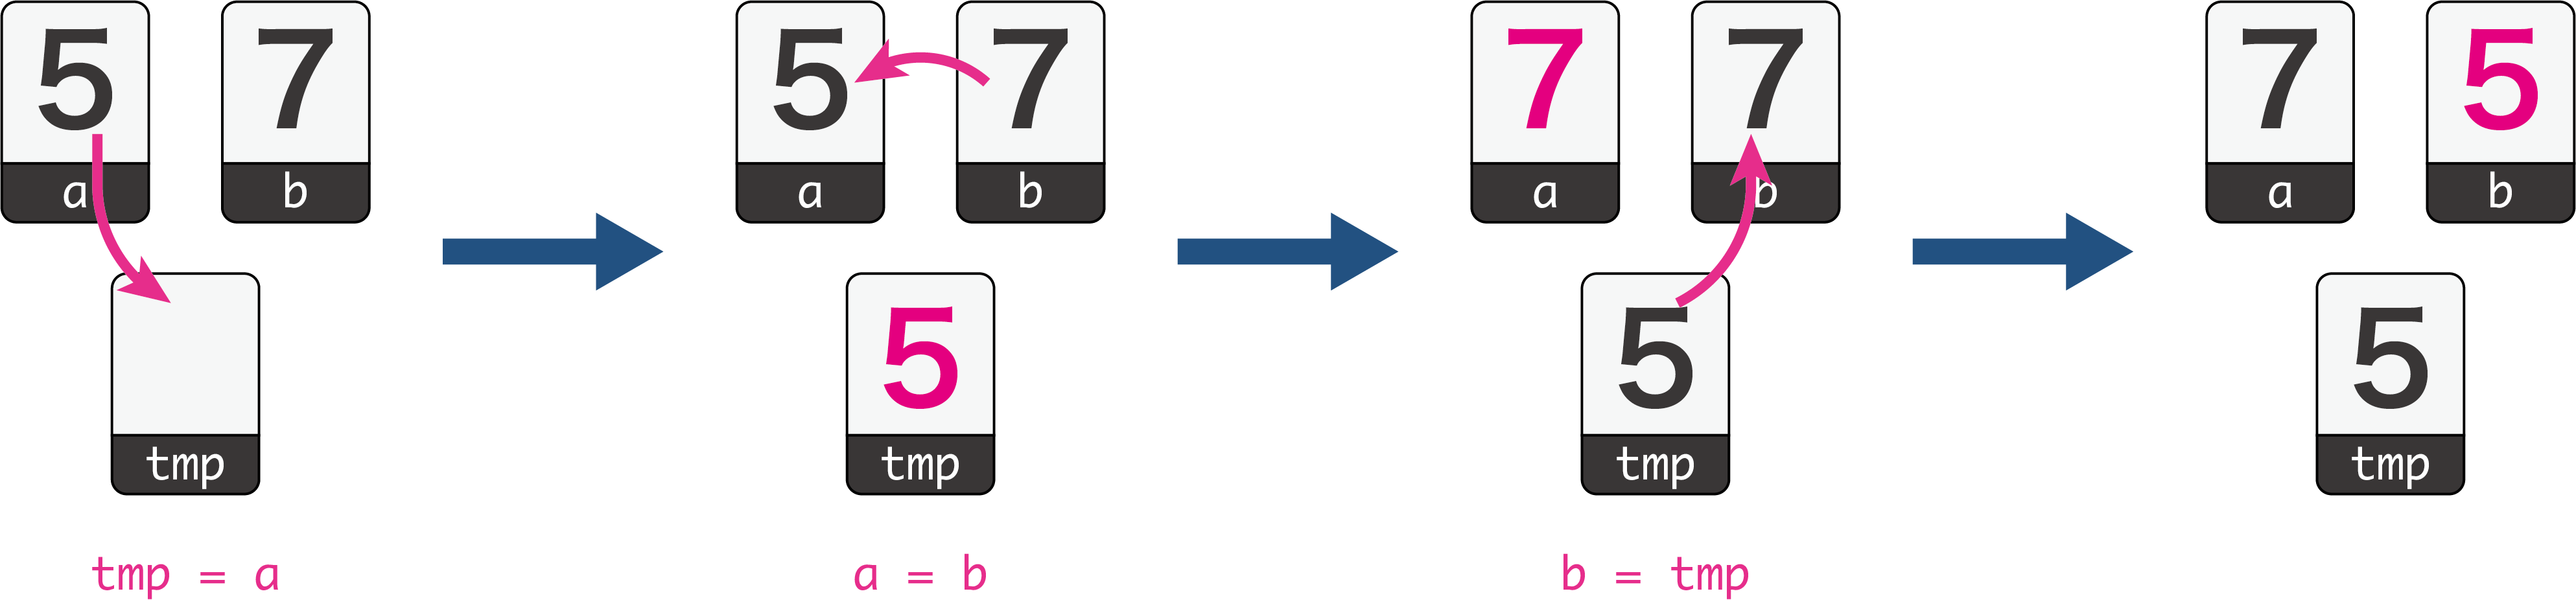 5 7 5 7 7 7 7 5
a b a b a b a b
5 5 5
tmp tmp tmp tmp
tmp = a a = b b = tmp